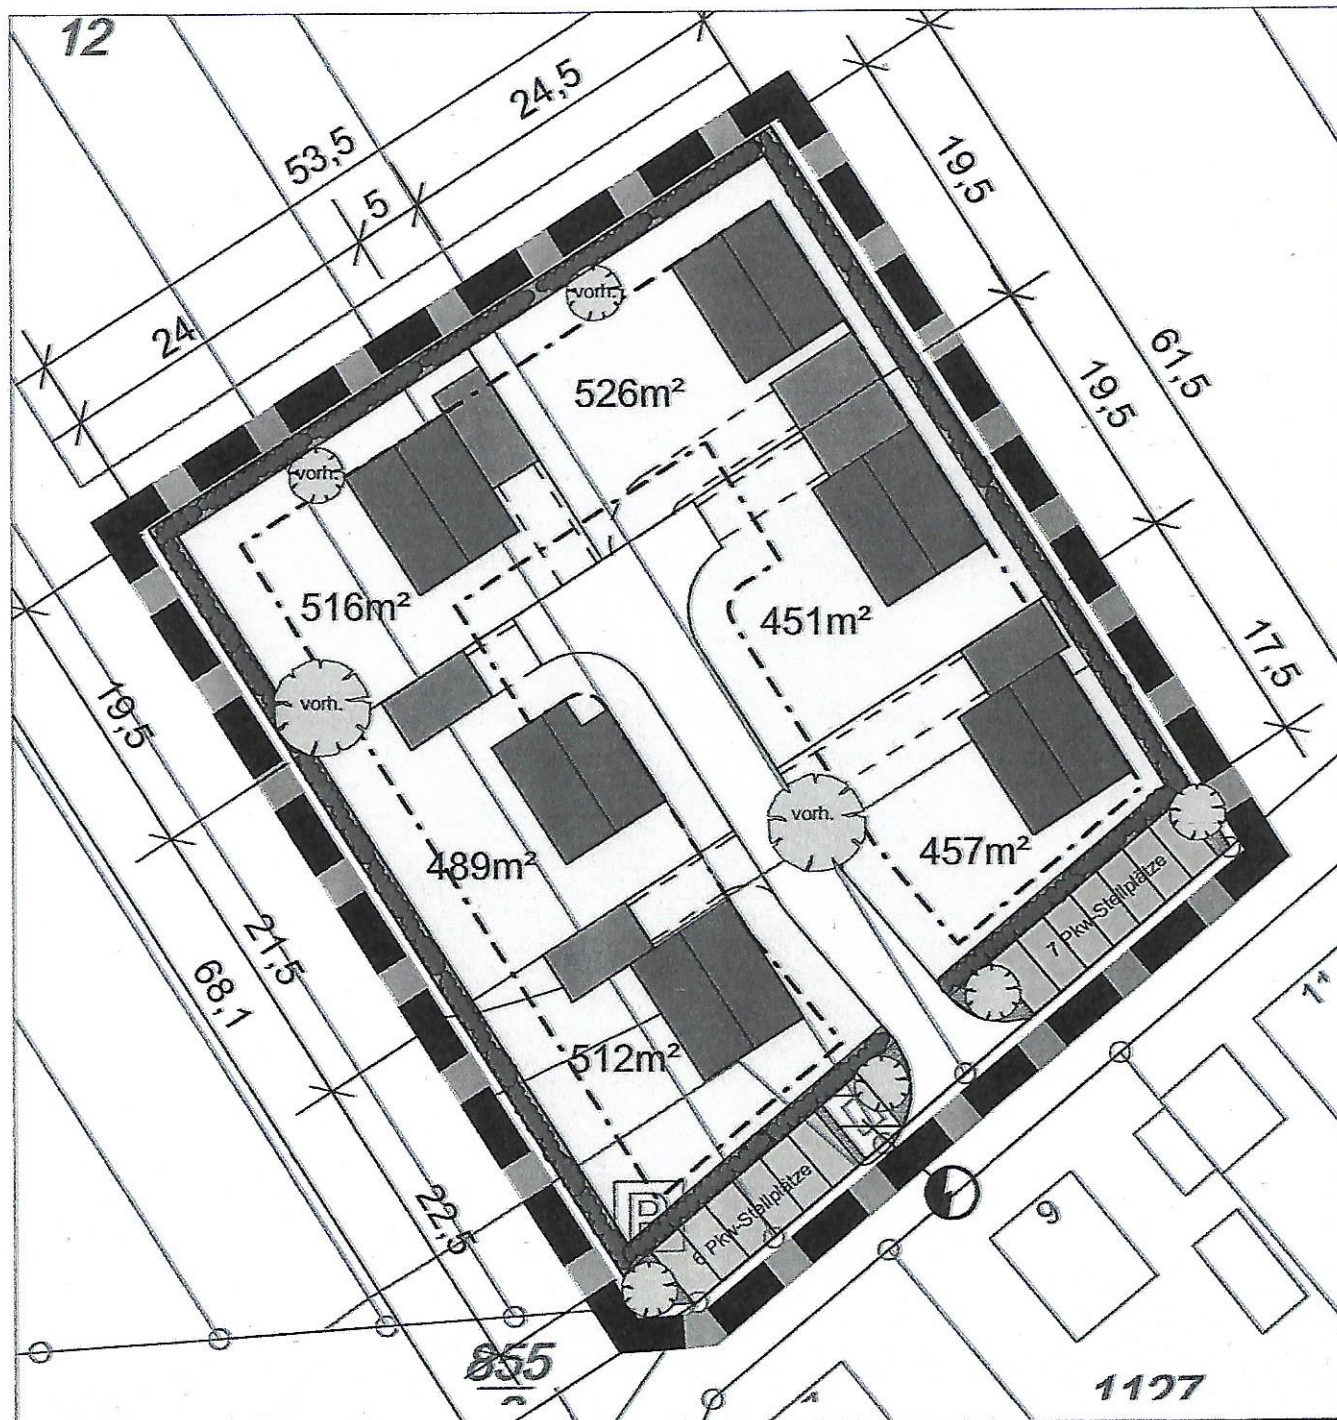 12
24,5
53,5
5
24
19,5
19,5
61,5
17,5
vorh.
526m²
vorh.
516m²
451m²
vorh.
19,5
vorh.
489m²
457m²
7 Pkw-Stellplätze
21,5
68,1
512m²
11
6 Pkw-Stellplätze
P
9
22,5
855
1127